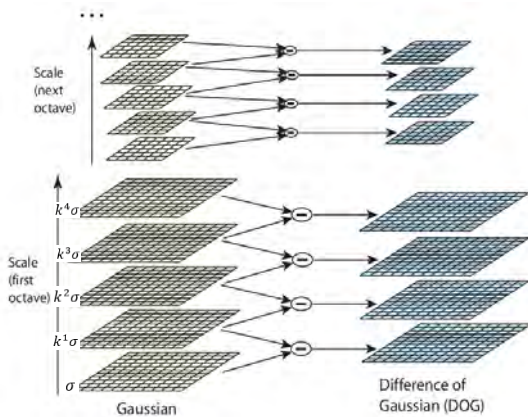 ...
Scale
(next
octave)
k⁴σ
k³σ
Scale
(first
octave)
k²σ
k¹σ
σ
Gaussian
Difference of
Gaussian (DOG)